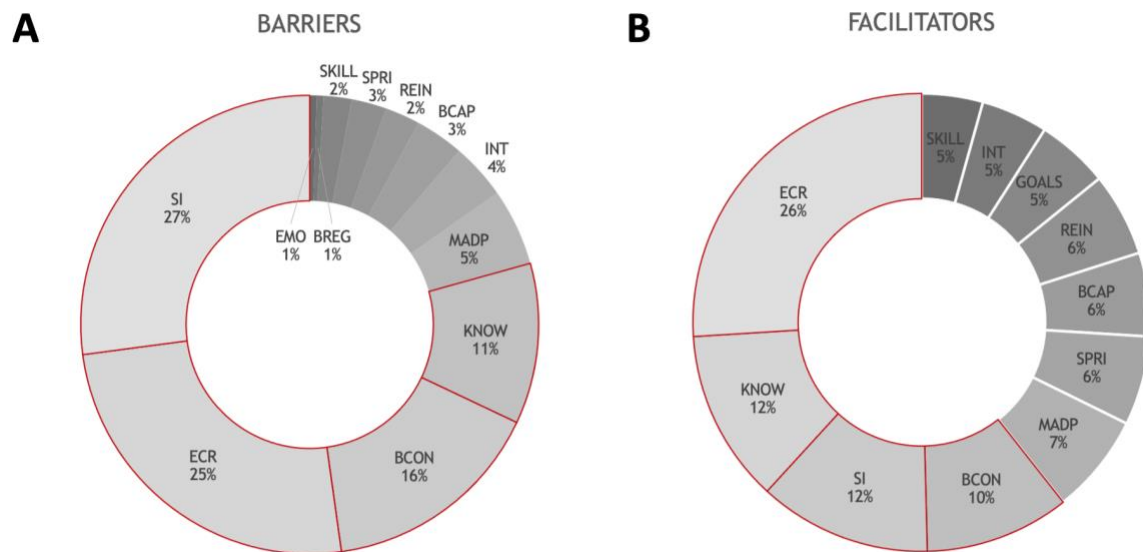 A
BARRIERS
SKILL
2%
SPRI
3%
REIN
2%
BCAP
3%
INT
4%
MADP
5%
KNOW
11%
BCON
16%
ECR
25%
SI
27%
EMO
1%
BREG
1%
B
FACILITATORS
SKILL
5%
INT
5%
GOALS
5%
REIN
6%
BCAP
6%
SPRI
6%
MADP
7%
BCON
10%
SI
12%
KNOW
12%
ECR
26%